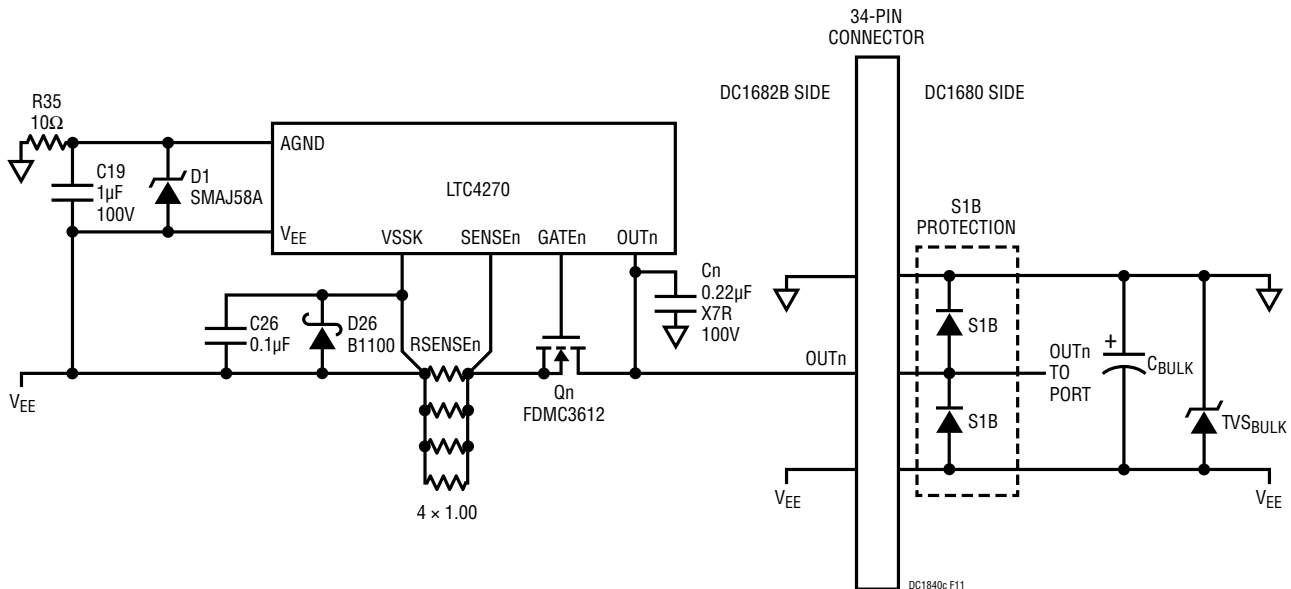 34-PIN
CONNECTOR
DC1682B SIDE
DC1680 SIDE
R35
10Ω
AGND
C19
1µF
100V
D1
SMAJ58A
LTC4270
VEE
VSSK
SENSEn
GATEn
OUTn
S1B
PROTECTION
Cn
0.22µF
X7R
100V
C26
0.1µF
D26
B1100
RSENSEn
S1B
OUTn
OUTn
TO
PORT
+
CBULK
VEE
Qn
FDMC3612
S1B
TVSBULK
VEE
VEE
4 × 1.00
DC1840c F11